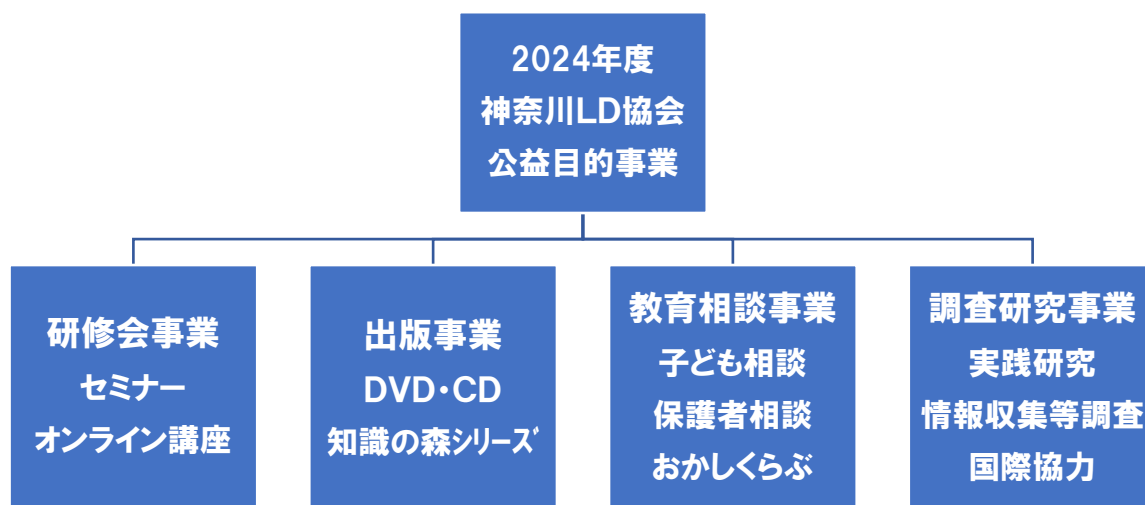 2024年度
神奈川LD協会
公益目的事業
研修会事業
セミナー
オンライン講座
出版事業
DVD・CD
知識の森シリーズ
教育相談事業
子ども相談
保護者相談
おかしくらぶ
調査研究事業
実践研究
情報収集等調査
国際協力